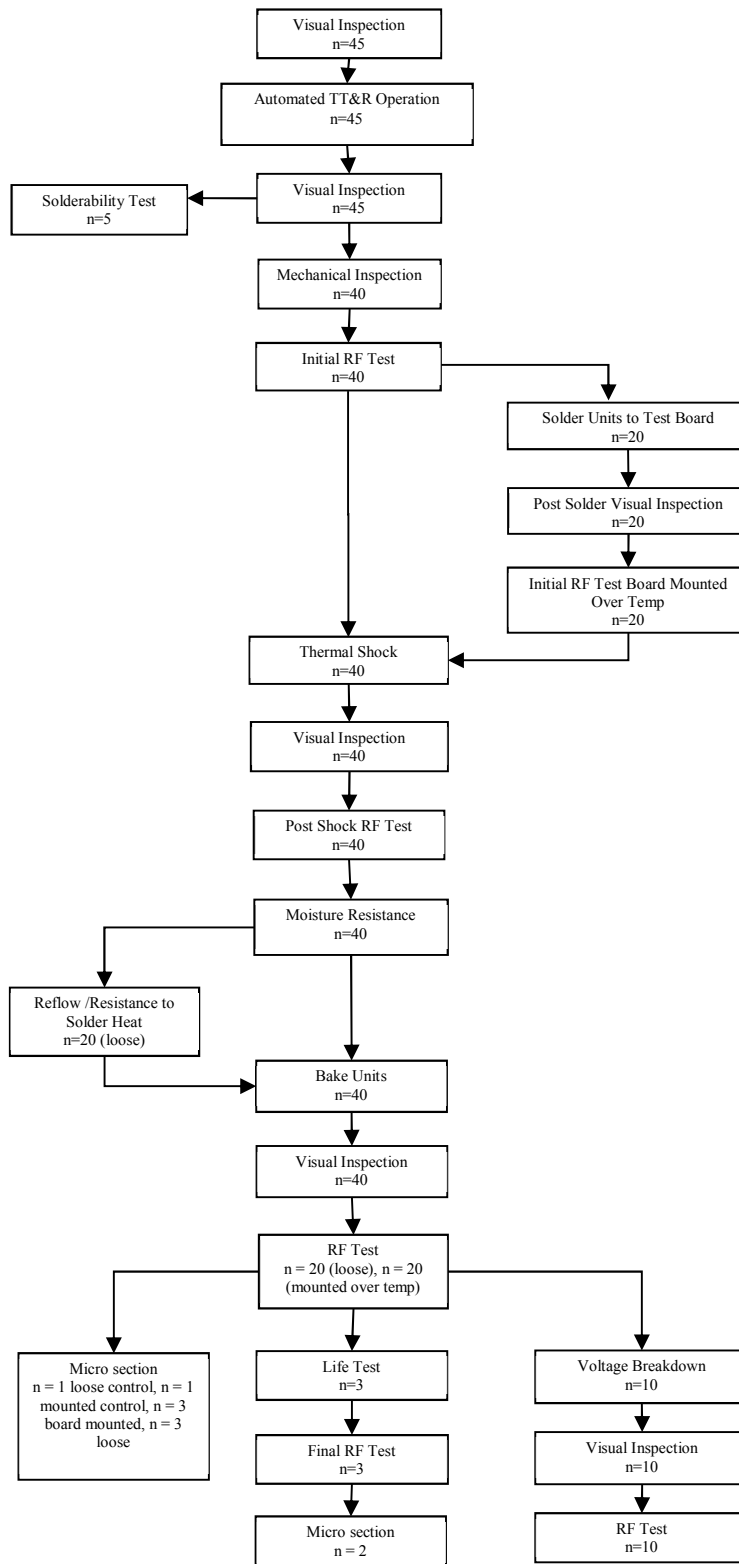 Visual Inspection
n=45
Automated TT&R Operation
n=45
Visual Inspection
n=45
Solderability Test
n=5
Mechanical Inspection
n=40
Initial RF Test
n=40
Solder Units to Test Board
n=20
Post Solder Visual Inspection
n=20
Initial RF Test Board Mounted
Over Temp
n=20
Thermal Shock
n=40
Visual Inspection
n=40
Post Shock RF Test
n=40
Moisture Resistance
n=40
Reflow /Resistance to
Solder Heat
n=20 (loose)
Bake Units
n=40
Visual Inspection
n=40
RF Test
n = 20 (loose), n = 20
(mounted over temp)
Micro section
n = 1 loose control, n = 1
mounted control, n = 3
board mounted, n = 3
loose
Life Test
n=3
Final RF Test
n=3
Micro section
n = 2
Voltage Breakdown
n=10
Visual Inspection
n=10
RF Test
n=10